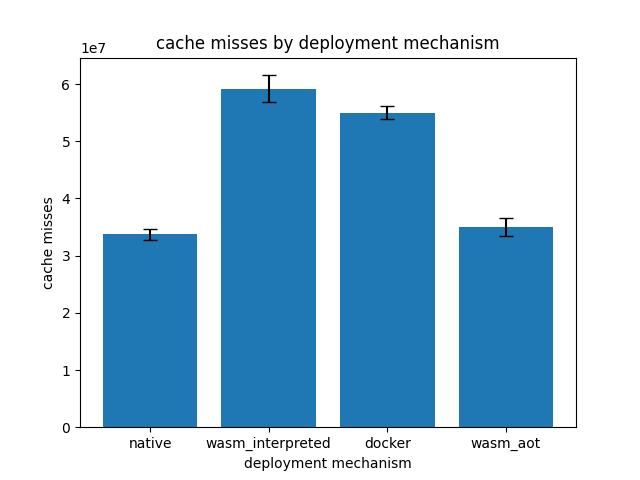 cache misses by deployment mechanism
1e7
6
5
4
3
2
1
0
cache misses
native wasm_interpreted docker wasm_aot
deployment mechanism